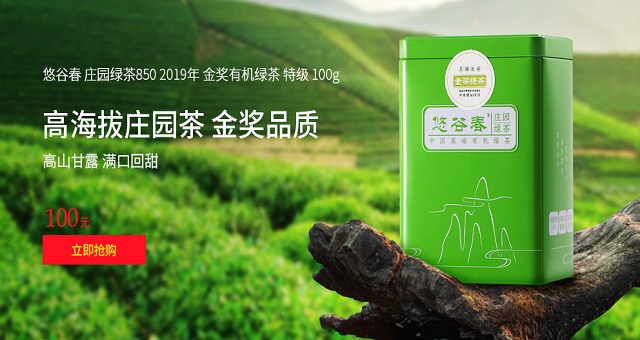 悠谷春 庄园绿茶850 2019年 金奖有机绿茶 特级 100g
高海拔庄园茶 金奖品质
高山甘露 满口回甜
100元
立即抢购
金奖绿茶
悠谷春
庄园
绿茶
中国高端有机绿茶